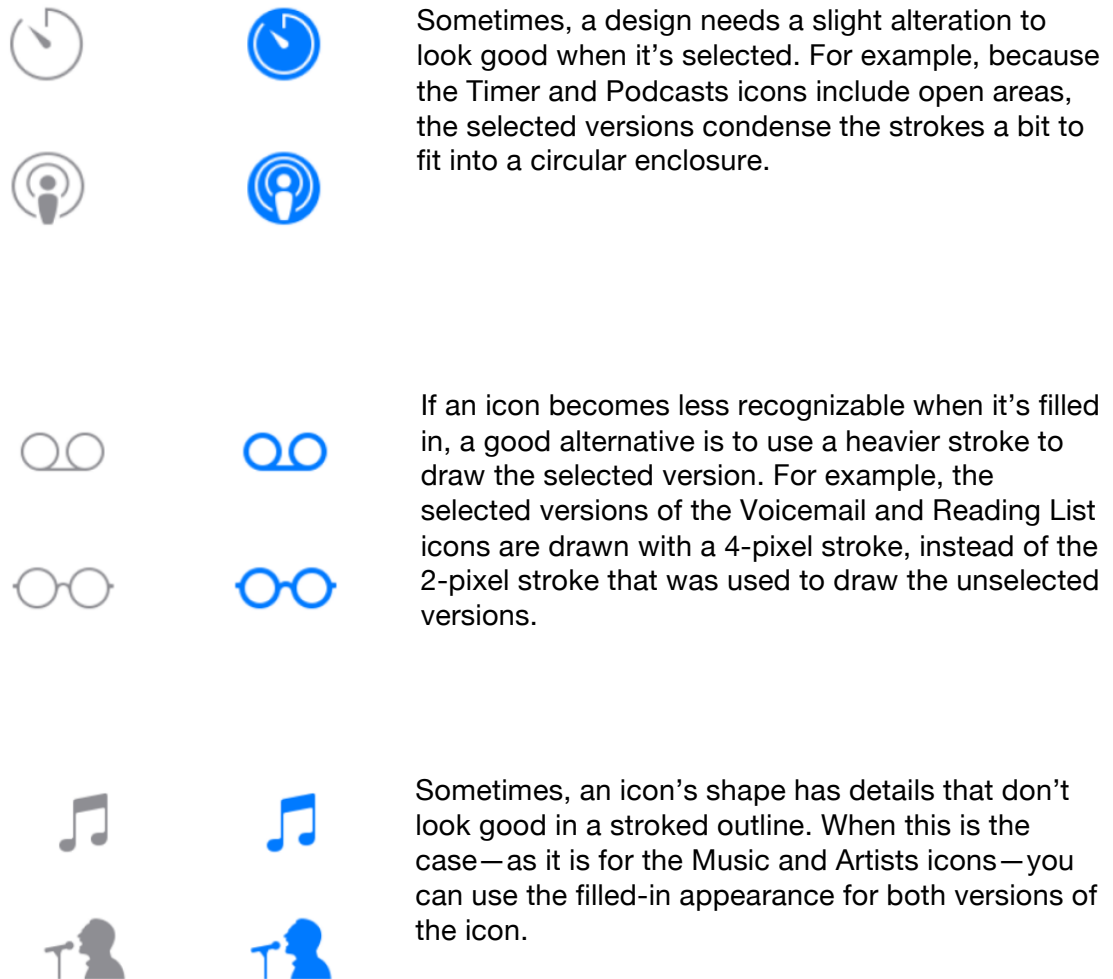 Sometimes, a design needs a slight alteration to
look good when it’s selected. For example, because
the Timer and Podcasts icons include open areas,
the selected versions condense the strokes a bit to
fit into a circular enclosure.
If an icon becomes less recognizable when it’s filled
in, a good alternative is to use a heavier stroke to
draw the selected version. For example, the
selected versions of the Voicemail and Reading List
icons are drawn with a 4-pixel stroke, instead of the
2-pixel stroke that was used to draw the unselected
versions.
Sometimes, an icon’s shape has details that don’t
look good in a stroked outline. When this is the
case—as it is for the Music and Artists icons—you
can use the filled-in appearance for both versions of
the icon.